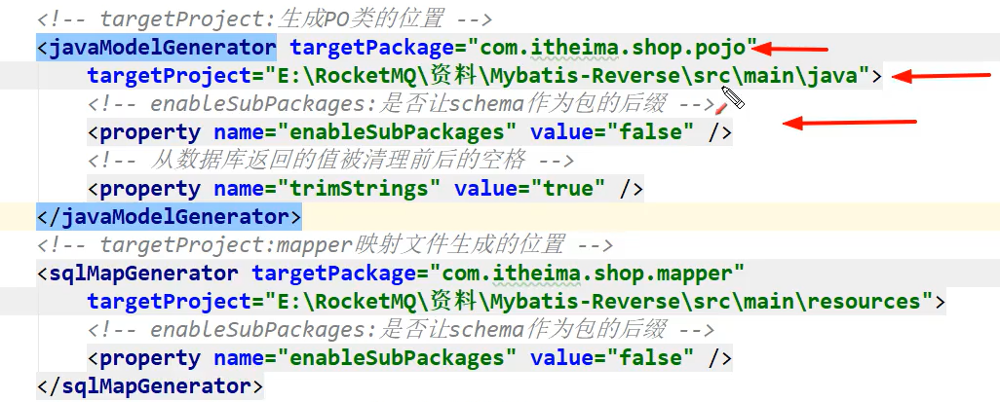 <!-- targetProject:生成PO类的位置 -->
<javaModelGenerator targetPackage="com.itheima.shop.pojo"
targetProject="E:\RocketMQ\资料\Mybatis-Reverse\src\main\java">
<!-- enableSubPackages:是否让schema作为包的后缀 -->
<property name="enableSubPackages" value="false" />
<!-- 从数据库返回的值被清理前后的空格 -->
<property name="trimStrings" value="true" />
</javaModelGenerator>
<!-- targetProject:mapper映射文件生成的位置 -->
<sqlMapGenerator targetPackage="com.itheima.shop.mapper"
targetProject="E:\RocketMQ\资料\Mybatis-Reverse\src\main\resources">
<!-- enableSubPackages:是否让schema作为包的后缀 -->
<property name="enableSubPackages" value="false" />
</sqlMapGenerator>